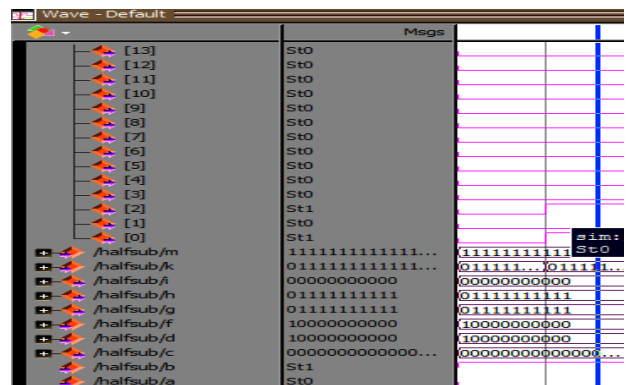 Wave - Default
Msgs
[13] St0
[12] St0
[11] St0
[10] St0
[9] St0
[8] St0
[7] St0
[6] St0
[5] St0
[4] St0
[3] St0
[2] St1
[1] St0
[0] St1
sim:
St0
/halfsub/m 11111111111111... 11111111111
/halfsub/k 01111111111111... 011111... 011111...
/halfsub/i 00000000000 00000000000
/halfsub/h 01111111111 01111111111
/halfsub/g 01111111111 01111111111
/halfsub/f 10000000000 10000000000
/halfsub/d 10000000000 10000000000
/halfsub/c 00000000000000... 00000000000000...
/halfsub/b St1
/halfsub/a St0